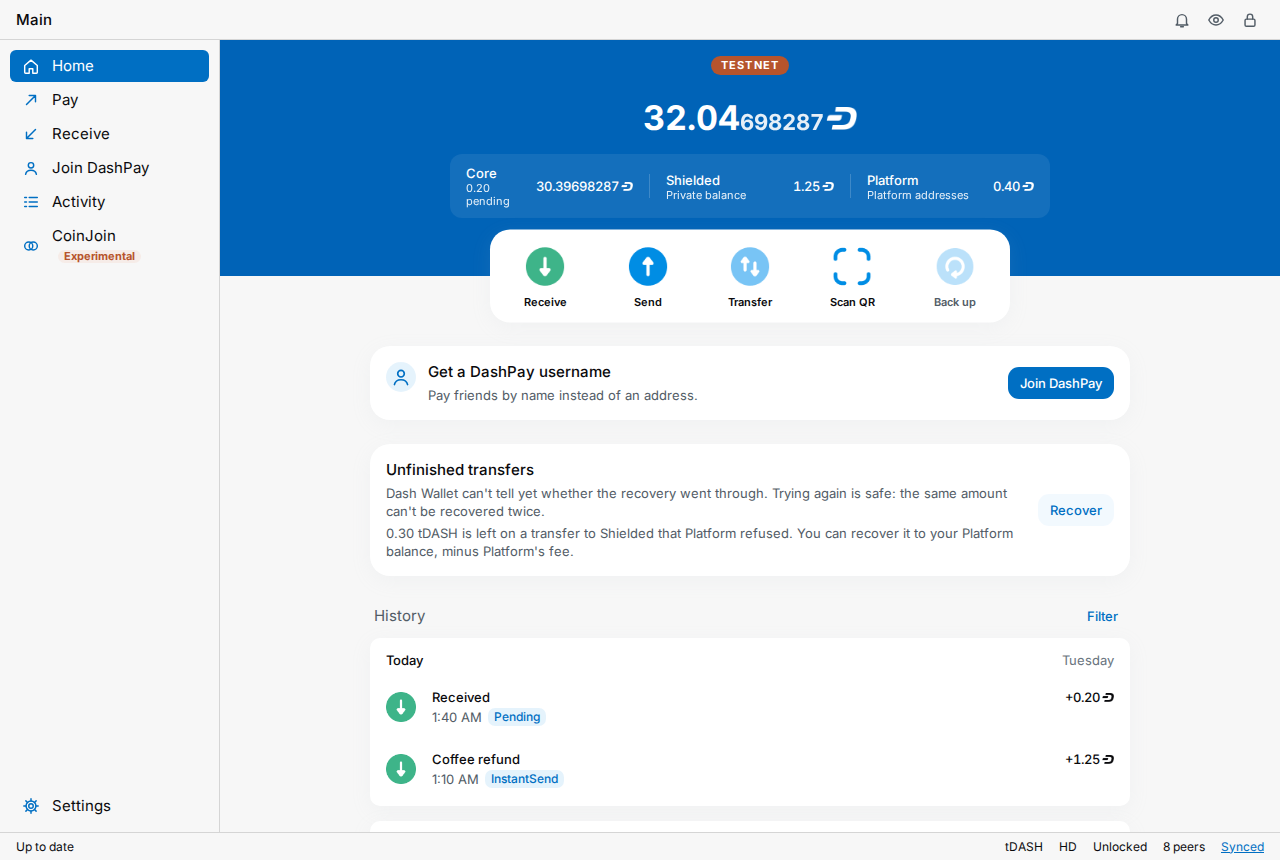 Main
Home
Pay
Receive
Join DashPay
Activity
CoinJoin
Experimental
Settings
TESTNET
32.04698287
Core
0.20 pending
30.39698287
Shielded
Private balance
1.25
Platform
Platform addresses
0.40
Receive
Send
Transfer
Scan QR
Back up
Get a DashPay username
Pay friends by name instead of an address.
Join DashPay
Unfinished transfers
Dash Wallet can't tell yet whether the recovery went through. Trying again is safe: the same amount
can't be recovered twice.
0.30 tDASH is left on a transfer to Shielded that Platform refused. You can recover it to your Platform
balance, minus Platform's fee.
Recover
History
Filter
Today
Tuesday
Received
+0.20
1:40 AM Pending
Coffee refund
+1.25
1:10 AM InstantSend
Up to date
tDASH HD Unlocked 8 peers Synced